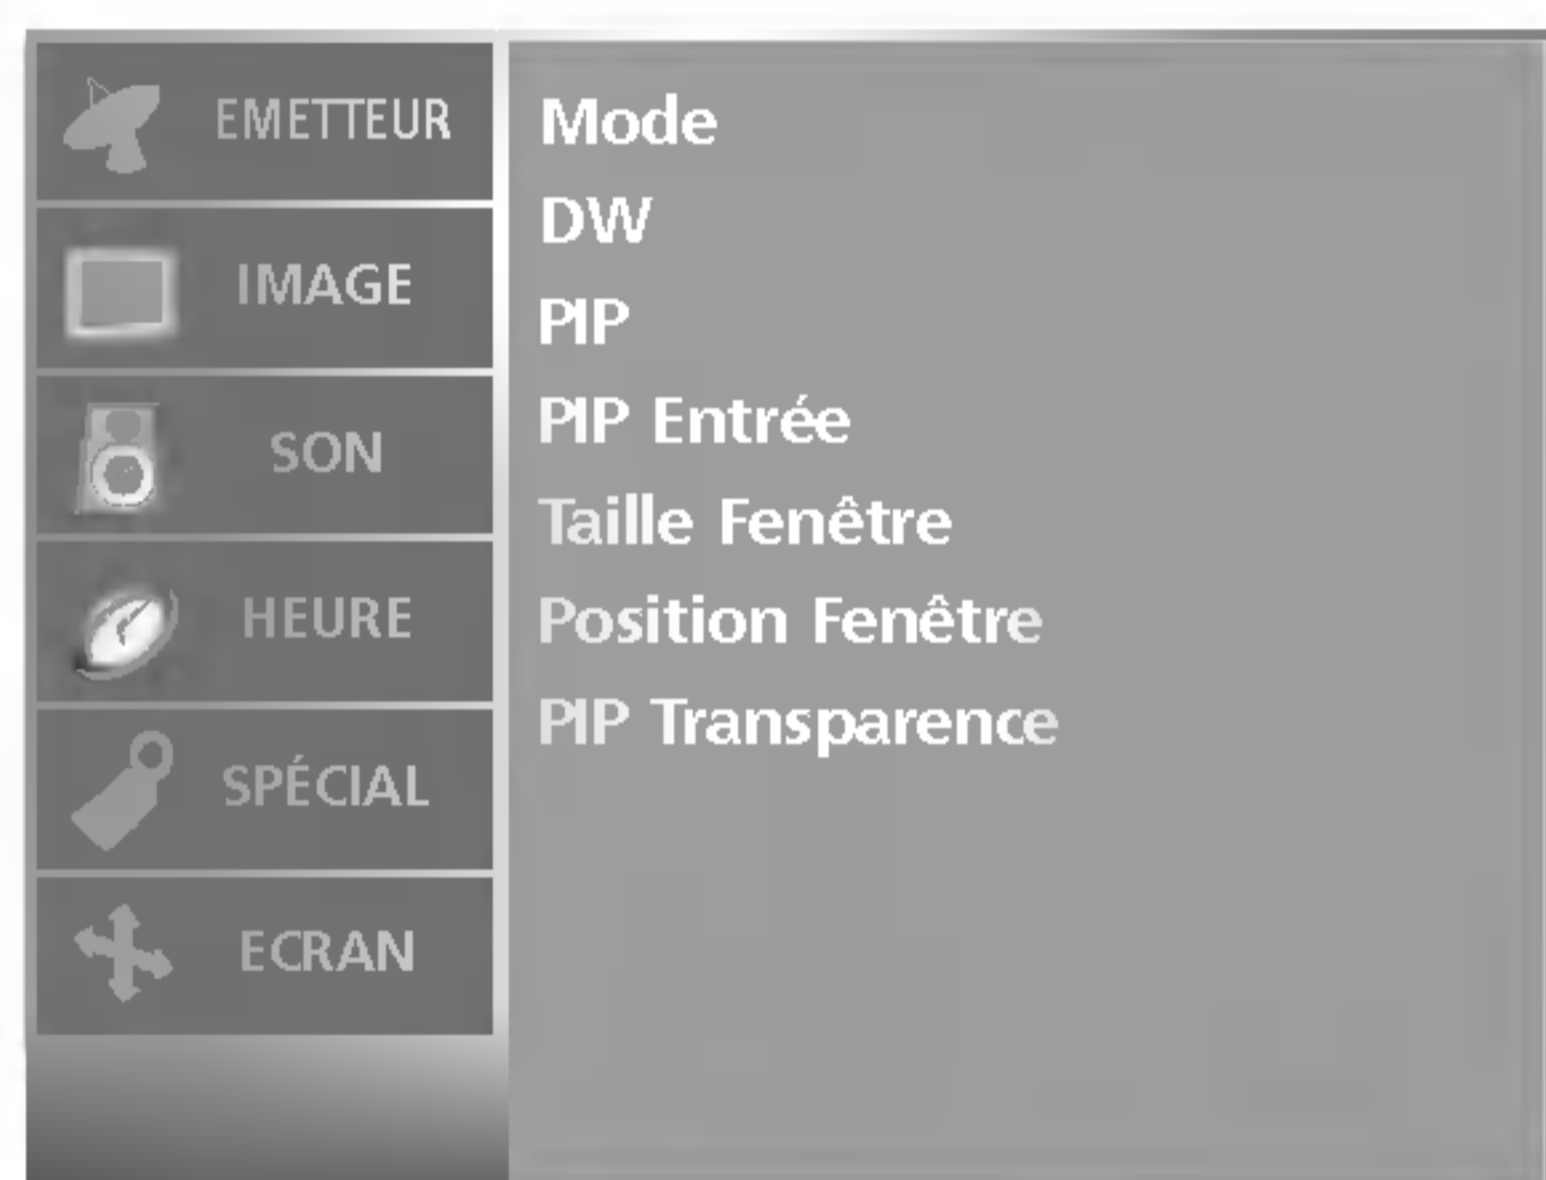 EMETTEUR
IMAGE
SON
HEURE
SPÉCIAL
ECRAN
Mode
DW
PIP
PIP Entrée
Taille Fenêtre
Position Fenêtre
PIP Transparence